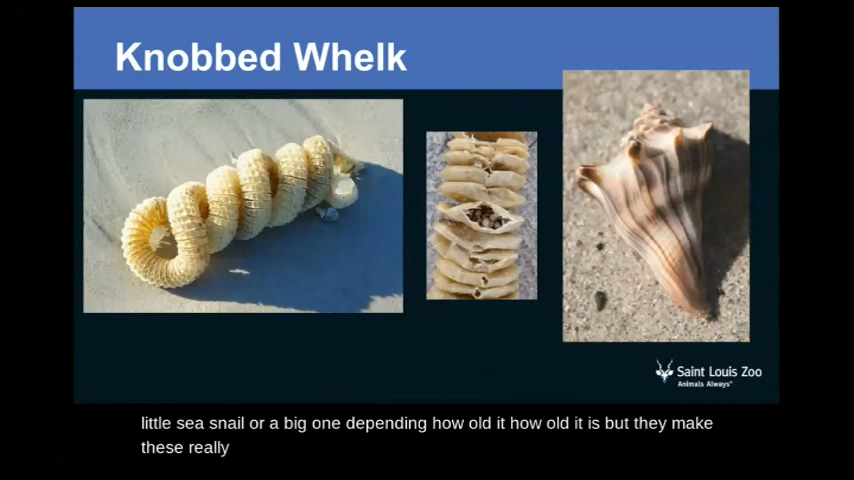 Knobbed Whelk
Saint Louis Zoo
Animals Always®
little sea snail or a big one depending how old it how old it is but they make
these really